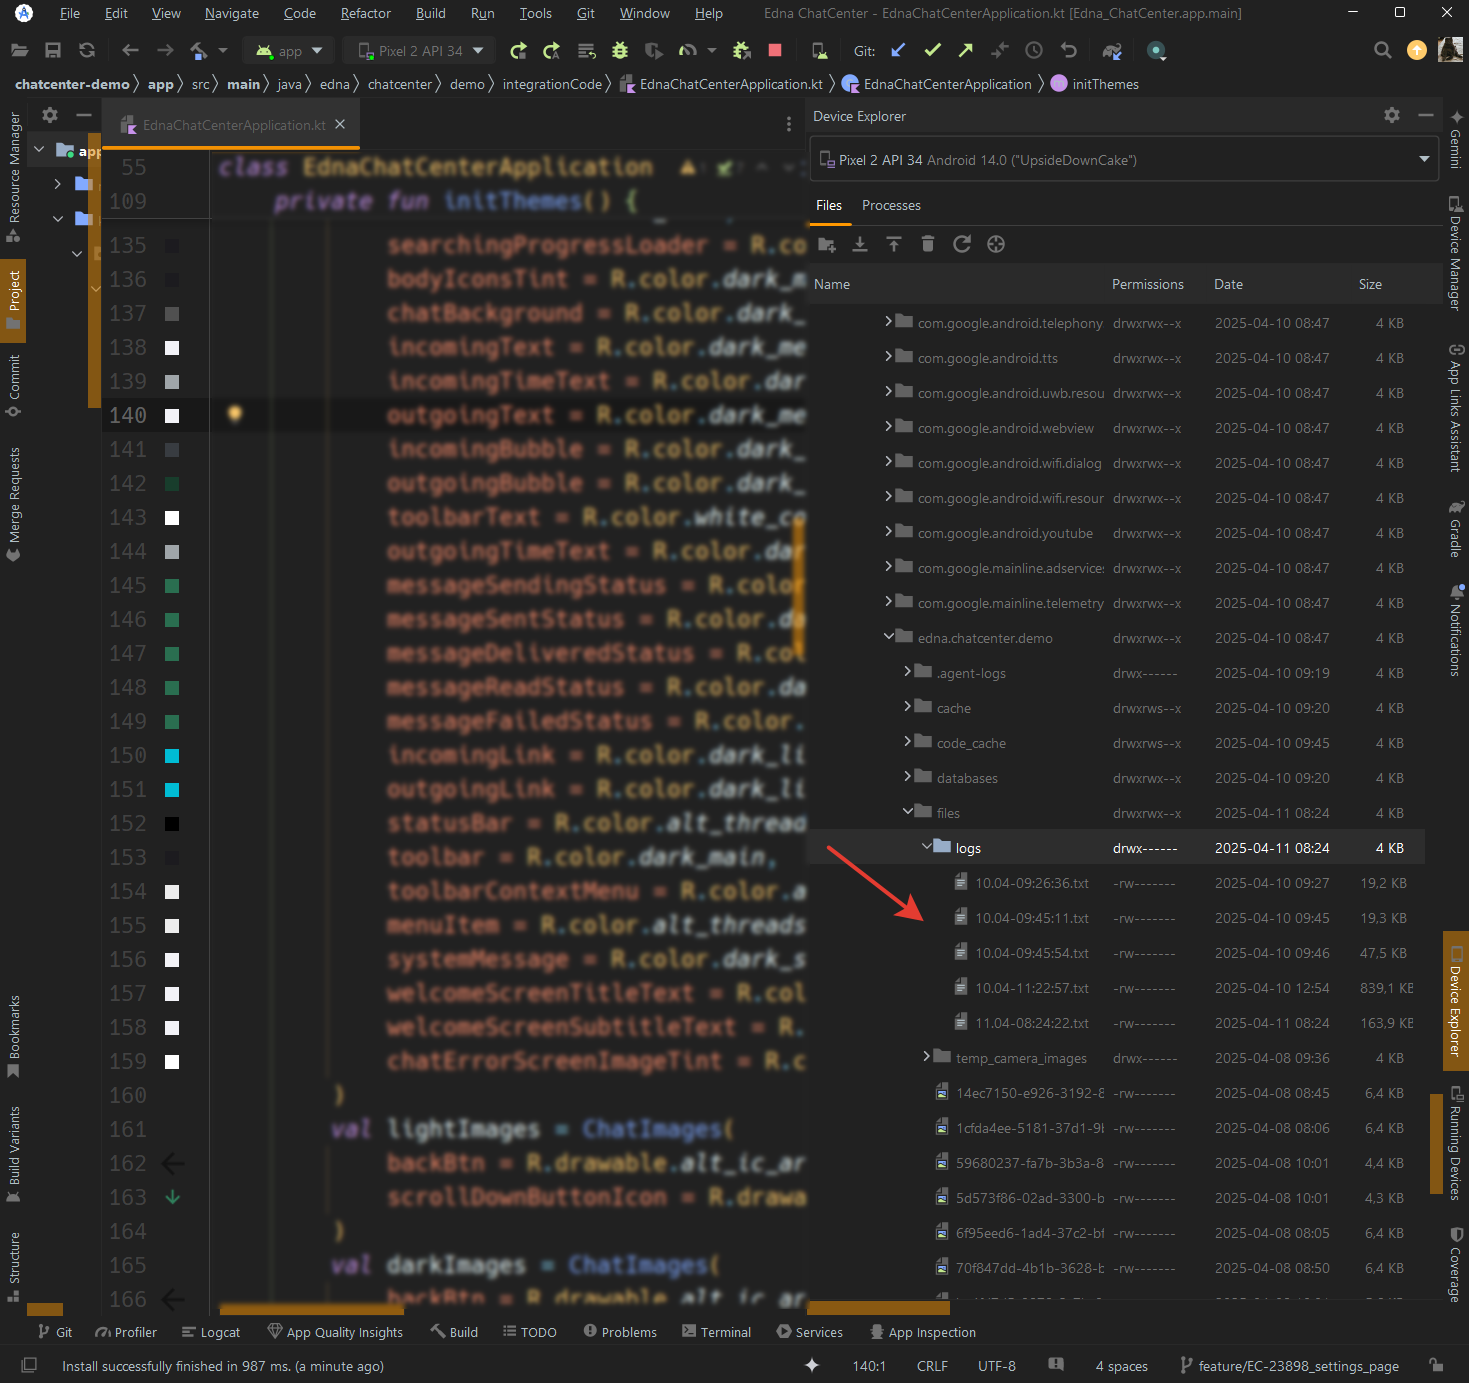 File Edit View Navigate Code Refactor Build Run Tools Git Window Help Edna ChatCenter - EdnaChatCenterApplication.kt [Edna_ChatCenter.app.main]
app Pixel 2 API 34 Git:
chatcenter-demo app src main java edna chatcenter demo integrationCode EdnaChatCenterApplication.kt EdnaChatCenterApplication initThemes
Resource Manager
Project
Commit
Merge Requests
Bookmarks
Build Variants
Structure
app
EdnaChatCenterApplication.kt
55 class EdnaChatCenterApplication
109 private fun initThemes() {
135 searchingProgressLoader = R.co
136 bodyIconsTint = R.color.dark_m
137 chatBackground = R.color.dark_
138 incomingText = R.color.dark_me
139 incomingTimeText = R.color.dar
140 outgoingText = R.color.dark_me
141 incomingBubble = R.color.dark_
142 outgoingBubble = R.color.dark_
143 toolbarText = R.color.white_co
144 outgoingTimeText = R.color.dar
145 messageSendingStatus = R.color
146 messageSentStatus = R.color.da
147 messageDeliveredStatus = R.col
148 messageReadStatus = R.color.da
149 messageFailedStatus = R.color.
150 incomingLink = R.color.dark_li
151 outgoingLink = R.color.dark_li
152 statusBar = R.color.alt_thread
153 toolbar = R.color.dark_main,
154 toolbarContextMenu = R.color.a
155 menuItem = R.color.alt_threads
156 systemMessage = R.color.dark_s
157 welcomeScreenTitleText = R.col
158 welcomeScreenSubtitleText = R.
159 chatErrorScreenImageTint = R.c
160 )
161 val lightImages = ChatImages(
162 backBtn = R.drawable.alt_ic_ar
163 scrollDownButtonIcon = R.drawa
164 )
165 val darkImages = ChatImages(
166 backBtn = R.drawable.alt_ic_ar
Device Explorer
Pixel 2 API 34 Android 14.0 ("UpsideDownCake")
Files Processes
Name Permissions Date Size
com.google.android.telephony drwxrwx--x 2025-04-10 08:47 4 KB
com.google.android.tts drwxrwx--x 2025-04-10 08:47 4 KB
com.google.android.uwb.resou drwxrwx--x 2025-04-10 08:47 4 KB
com.google.android.webview drwxrwx--x 2025-04-10 08:47 4 KB
com.google.android.wifi.dialog drwxrwx--x 2025-04-10 08:47 4 KB
com.google.android.wifi.resour drwxrwx--x 2025-04-10 08:47 4 KB
com.google.android.youtube drwxrwx--x 2025-04-10 08:47 4 KB
com.google.mainline.adservice drwxrwx--x 2025-04-10 08:47 4 KB
com.google.mainline.telemetry drwxrwx--x 2025-04-10 08:47 4 KB
edna.chatcenter.demo drwxrwx--x 2025-04-10 08:47 4 KB
.agent-logs drwx------ 2025-04-10 09:19 4 KB
cache drwxrws--x 2025-04-10 09:20 4 KB
code_cache drwxrws--x 2025-04-10 09:45 4 KB
databases drwxrwx--x 2025-04-10 09:20 4 KB
files drwxrwx--x 2025-04-11 08:24 4 KB
logs drwx------ 2025-04-11 08:24 4 KB
10.04-09:26:36.txt -rw------- 2025-04-10 09:27 19,2 KB
10.04-09:45:11.txt -rw------- 2025-04-10 09:45 19,3 KB
10.04-09:45:54.txt -rw------- 2025-04-10 09:46 47,5 KB
10.04-11:22:57.txt -rw------- 2025-04-10 12:54 839,1 KB
11.04-08:24:22.txt -rw------- 2025-04-11 08:24 163,9 KB
temp_camera_images drwx------ 2025-04-08 09:36 4 KB
14ec7150-e926-3192-8 -rw------- 2025-04-08 08:45 6,4 KB
1cfda4ee-5181-37d1-9b -rw------- 2025-04-08 08:06 6,4 KB
59680237-fa7b-3b3a-8 -rw------- 2025-04-08 10:01 4,4 KB
5d573f86-02ad-3300-b -rw------- 2025-04-08 10:01 4,3 KB
6f95eed6-1ad4-37c2-bf -rw------- 2025-04-08 08:05 6,4 KB
70f847dd-4b1b-3628-b -rw------- 2025-04-08 08:50 6,4 KB
Gemini
Device Manager
App Links Assistant
Gradle
Notifications
Device Explorer
Running Devices
Coverage
Git Profiler Logcat App Quality Insights Build TODO Problems Terminal Services App Inspection
Install successfully finished in 987 ms. (a minute ago) 140:1 CRLF UTF-8 4 spaces feature/EC-23898_settings_page